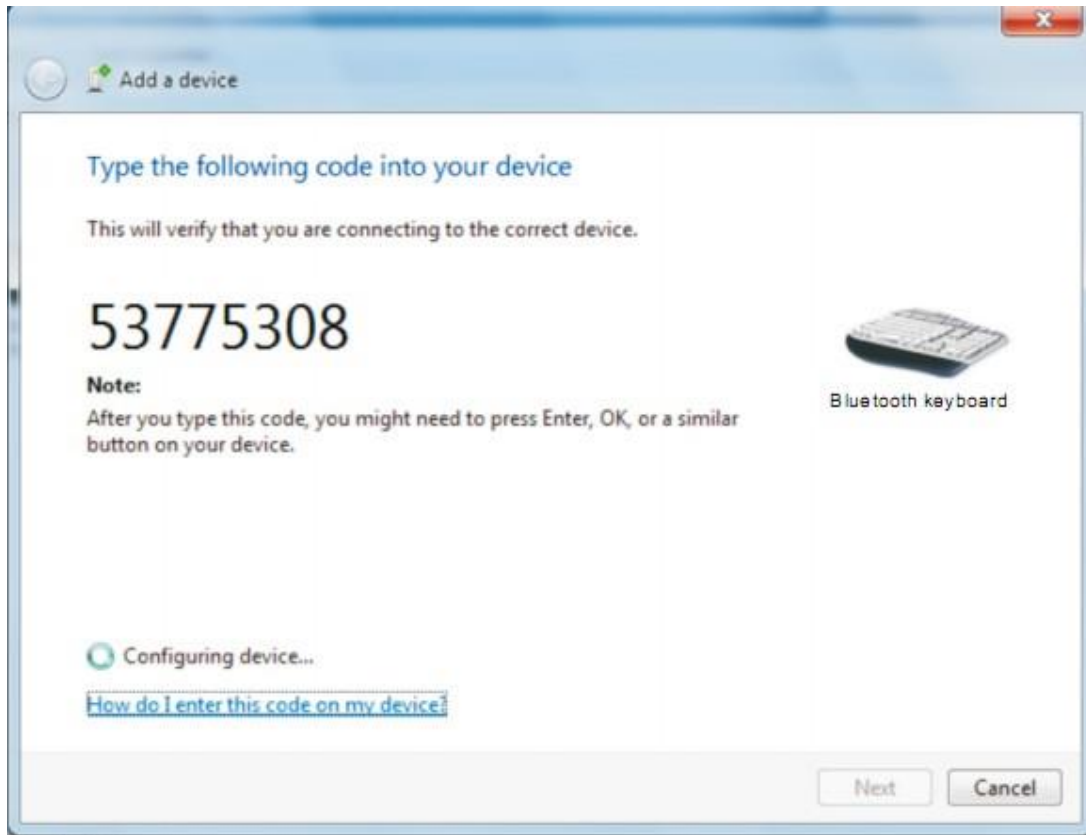 Add a device
Type the following code into your device
This will verify that you are connecting to the correct device.
53775308
Note:
After you type this code, you might need to press Enter, OK, or a similar
button on your device.
Bluetooth keyboard
Configuring device...
How do I enter this code on my device?
Next
Cancel